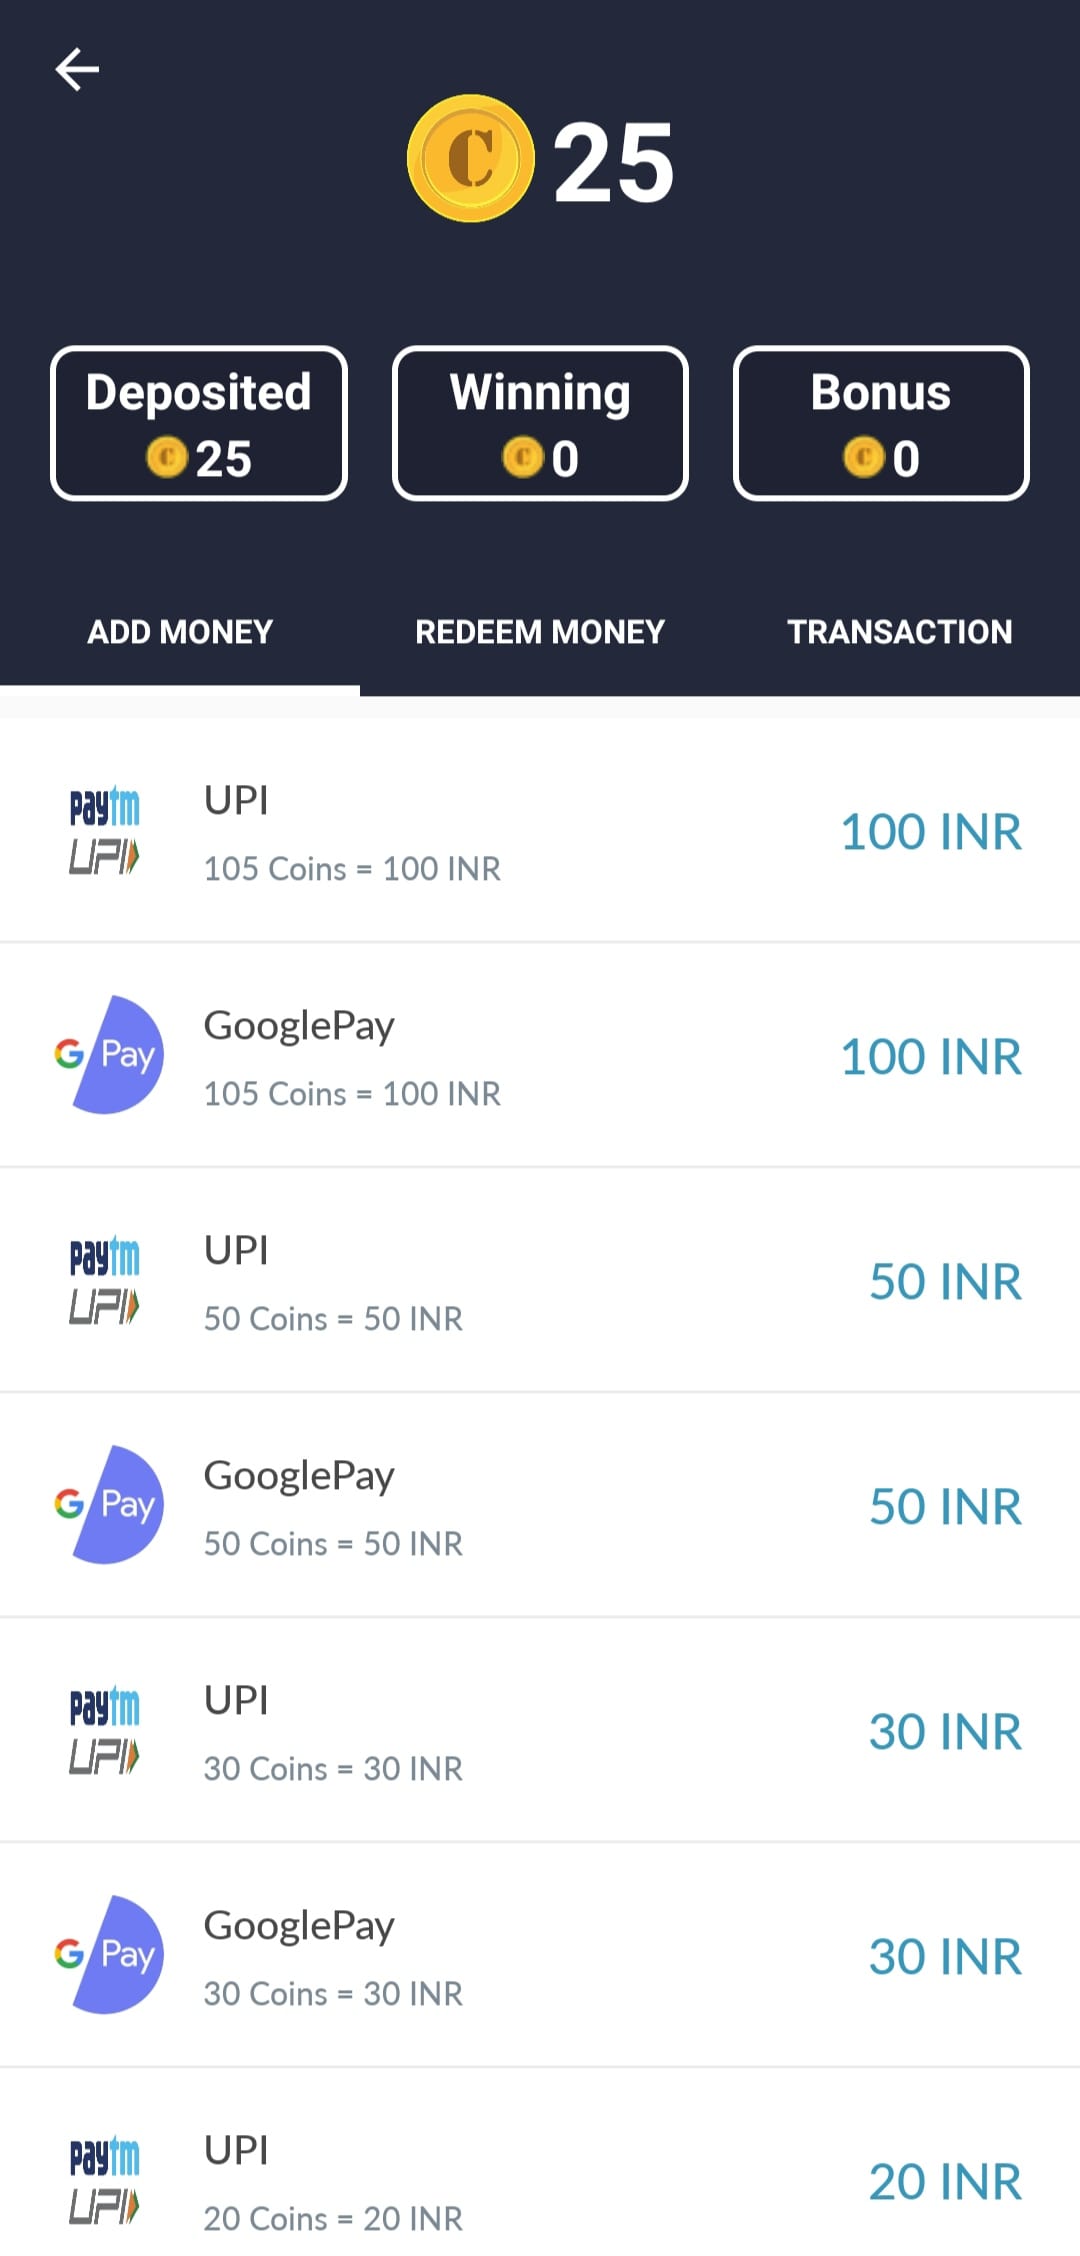 C 25
Deposited Winning Bonus
C 25 C 0 C 0
ADD MONEY REDEEM MONEY TRANSACTION
paytm UPI
UPI 105 Coins = 100 INR
100 INR
G Pay
GooglePay
105 Coins = 100 INR
100 INR
paytm UPI
UPI
50 Coins = 50 INR
50 INR
G Pay
GooglePay
50 Coins = 50 INR
50 INR
paytm UPI
UPI
30 Coins = 30 INR
30 INR
G Pay
GooglePay
30 Coins = 30 INR
30 INR
paytm UPI
UPI
20 Coins = 20 INR
20 INR